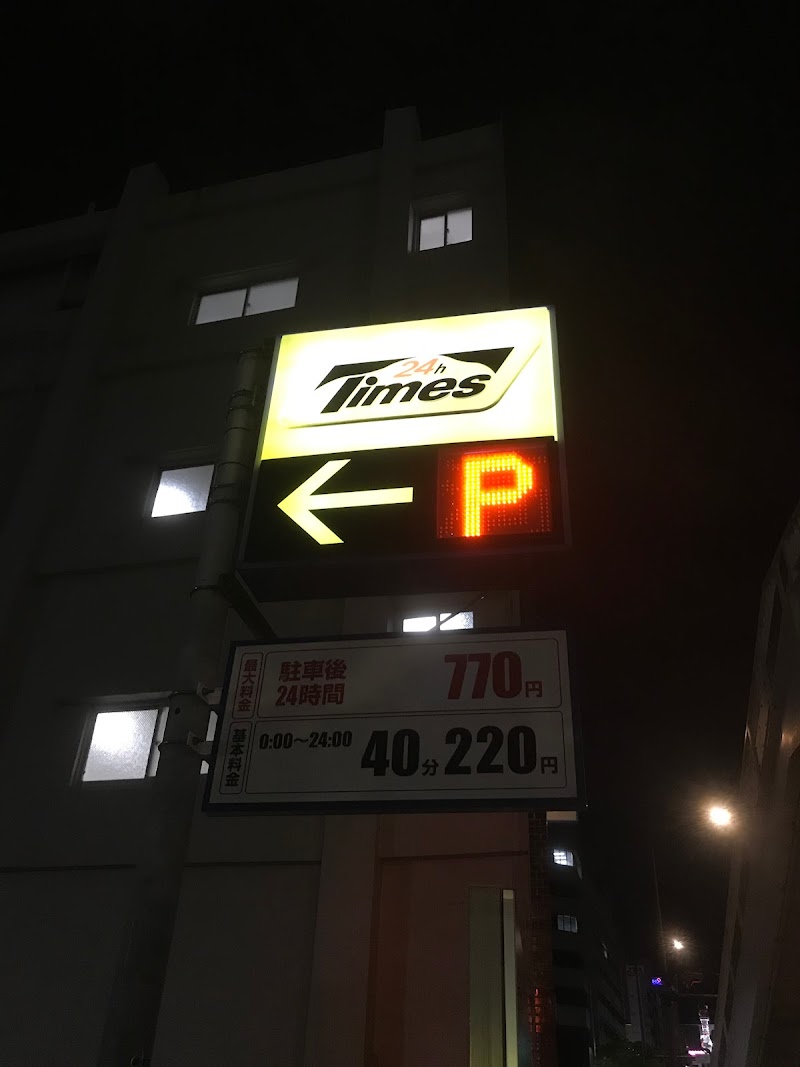 24h
Times
P
最大料金
駐車後
24時間
770円
基本料金
0:00～24:00
40分220円